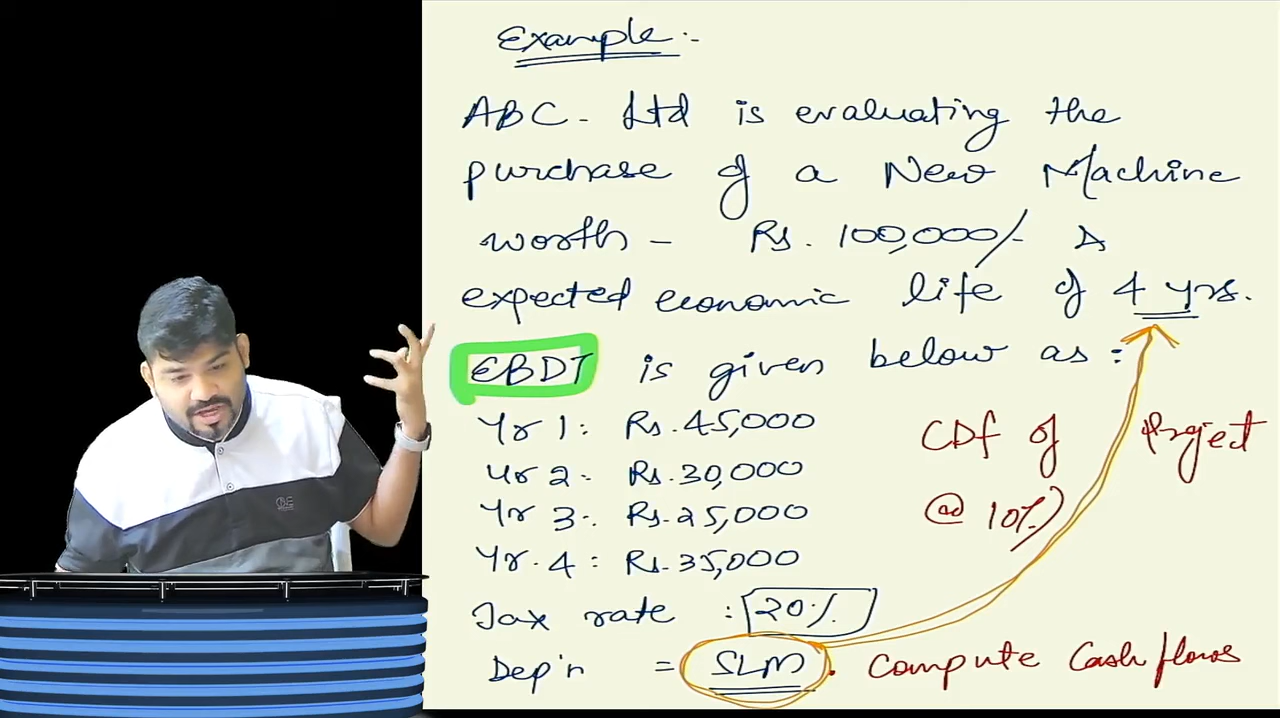 Example:-
ABC- Ltd is evaluating the
purchase of a New Machine
worth - Rs. 100,000/- &
expected economic life of 4 yrs.
EBDT is given below as:
Yr 1: Rs.45,000
Yr 2- Rs.30,000
Yr 3-. Rs.25,000
Yr.4: Rs.35,000
CDf of Project
@ 10%)
Tax rate : 20%.
Dep'n = SLM. Compute Cash flows